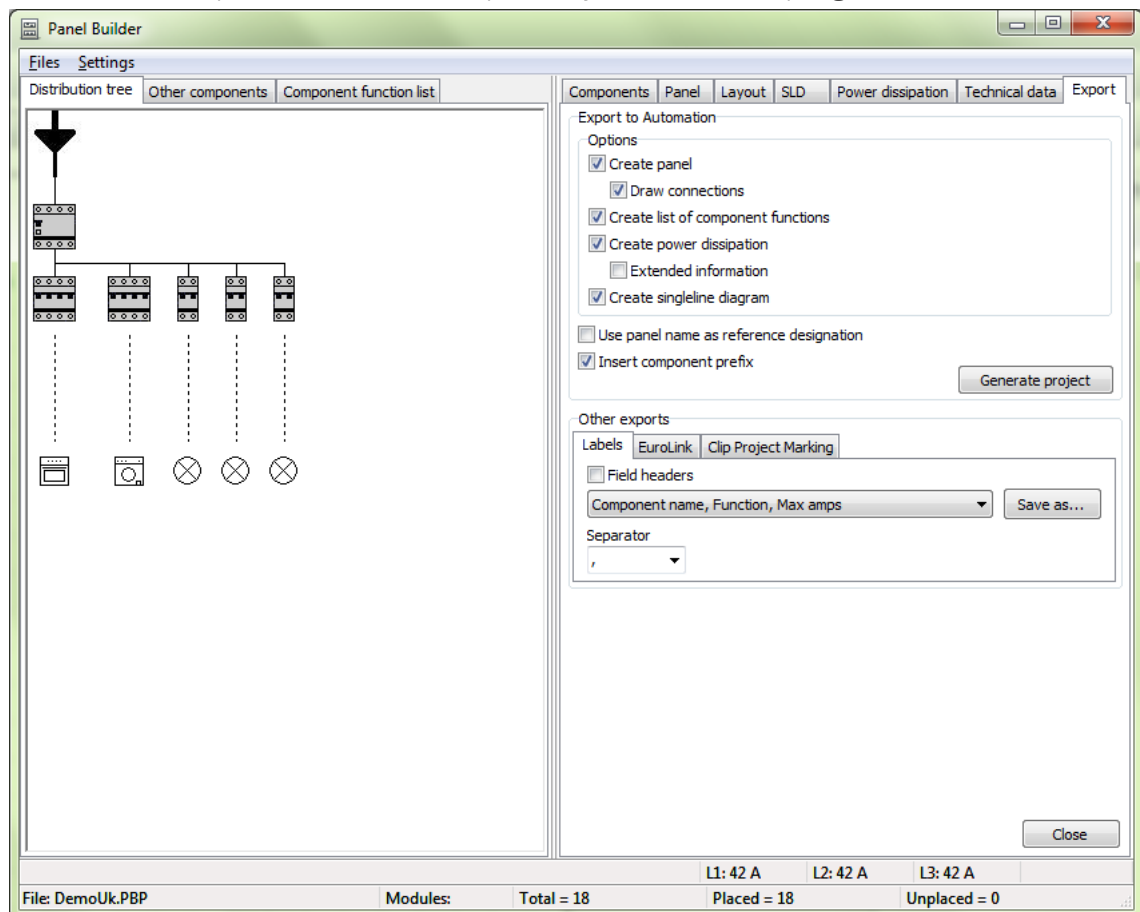 Panel Builder
Files Settings
Distribution tree Other components Component function list
Components Panel Layout SLD Power dissipation Technical data Export
Export to Automation
Options
Create panel
Draw connections
Create list of component functions
Create power dissipation
Extended information
Create singleline diagram
Use panel name as reference designation
Insert component prefix
Generate project
Other exports
Labels EuroLink Clip Project Marking
Field headers
Component name, Function, Max amps Save as...
Separator
,
Close
L1: 42 A L2: 42 A L3: 42 A
File: DemoUk.PBP Modules: Total = 18 Placed = 18 Unplaced = 0